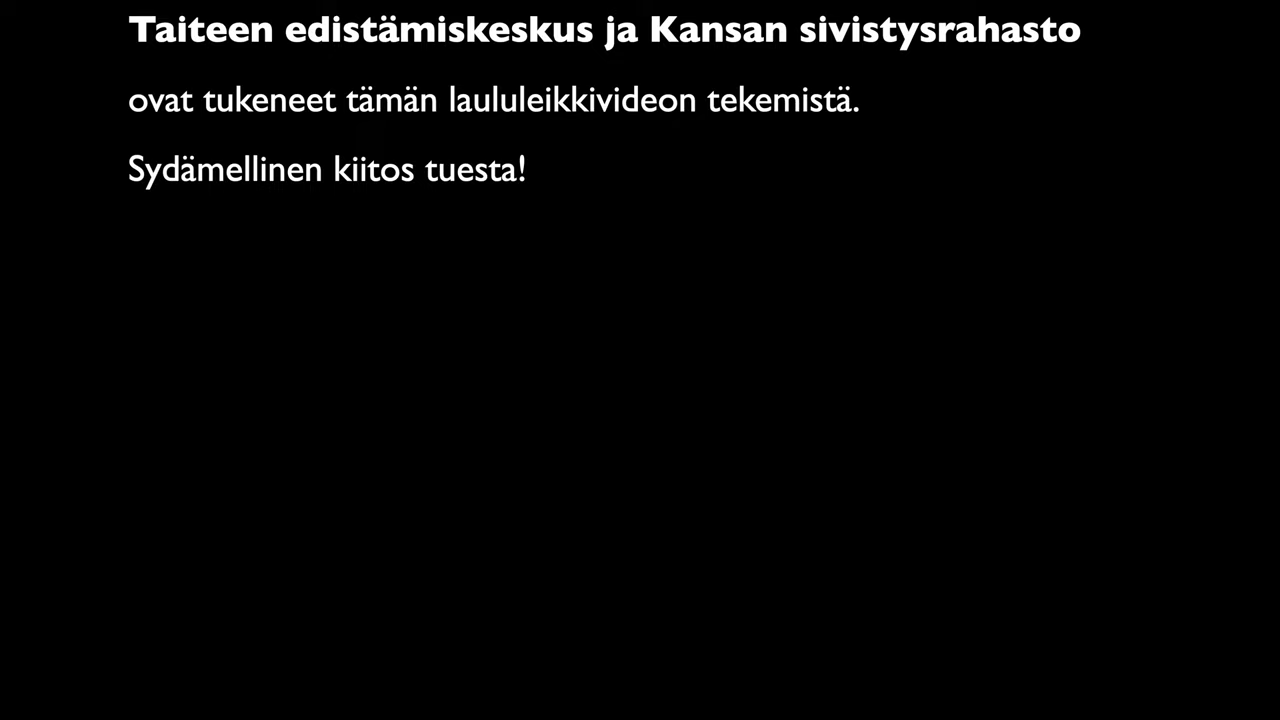 Taiteen edistämiskeskus ja Kansan sivistysrahasto
ovat tukeneet tämän laululeikkivideon tekemistä.
Sydämellinen kiitos tuesta!